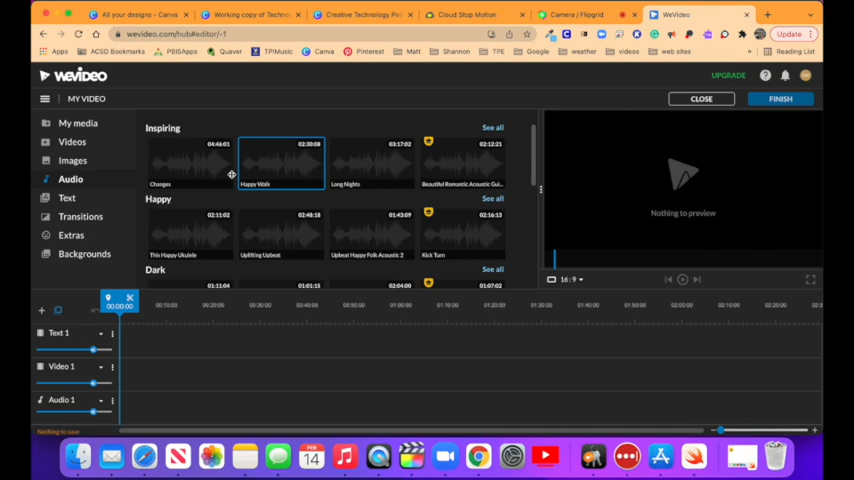 All your designs - Canva
Working copy of Technol
Creative Technology Pec
Cloud Stop Motion
Camera / Flipgrid
WeVideo
wevideo.com/hub#editor/-1
Update
Apps
ACSD Bookmarks
PBISApps
Quaver
TPIMusic
Canva
Pinterest
Matt
Shannon
TPE
Google
weather
videos
web sites
Reading List
WEVIDEO
UPGRADE
MY VIDEO
CLOSE
FINISH
My media
Videos
Images
Audio
Text
Transitions
Extras
Backgrounds
Inspiring
See all
04:46:01
02:30:08
03:17:02
02:12:21
Changes
Happy Walk
Long Nights
Beautiful Romantic Acoustic Gui...
Happy
See all
02:11:02
02:48:18
01:43:09
02:16:13
This Happy Ukulele
Uplifting Upbeat
Upbeat Happy Folk Acoustic 2
Kick Turn
Dark
See all
01:11:04
01:01:15
02:04:04
01:07:02
Nothing to preview
16:9
00:00:00
00:10:00
00:20:00
00:30:00
00:40:00
00:50:00
01:00:00
01:10:00
01:20:00
01:30:00
01:40:00
01:50:00
02:00:00
02:10:00
02:20:00
02:3
Text 1
Video 1
Audio 1
Nothing to save
FEB
14